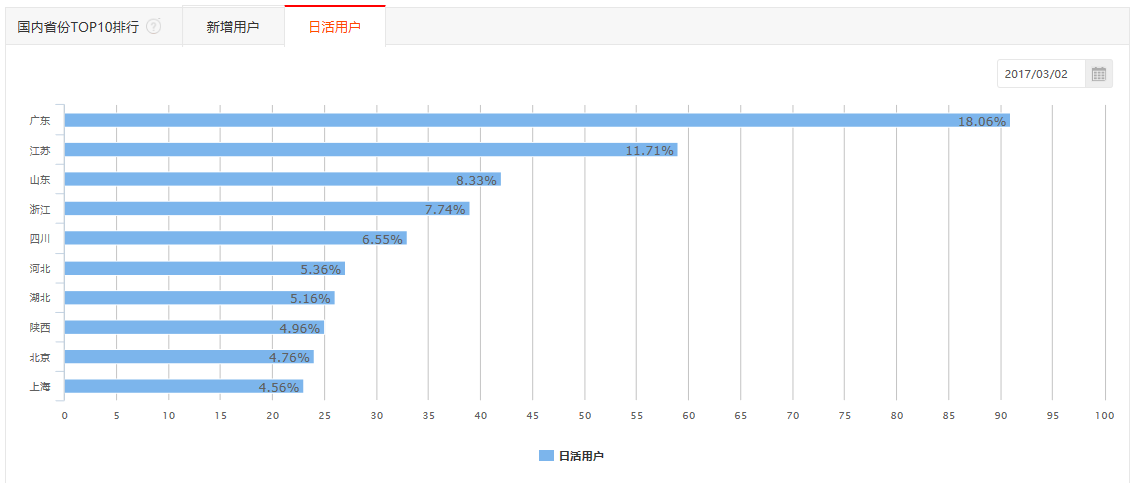 国内省份TOP10排行 ? 新增用户 日活用户
2017/03/02
广东 18.06%
江苏 11.71%
山东 8.33%
浙江 7.74%
四川 6.55%
河北 5.36%
湖北 5.16%
陕西 4.96%
北京 4.76%
上海 4.56%
0 5 10 15 20 25 30 35 40 45 50 55 60 65 70 75 80 85 90 95 100
日活用户